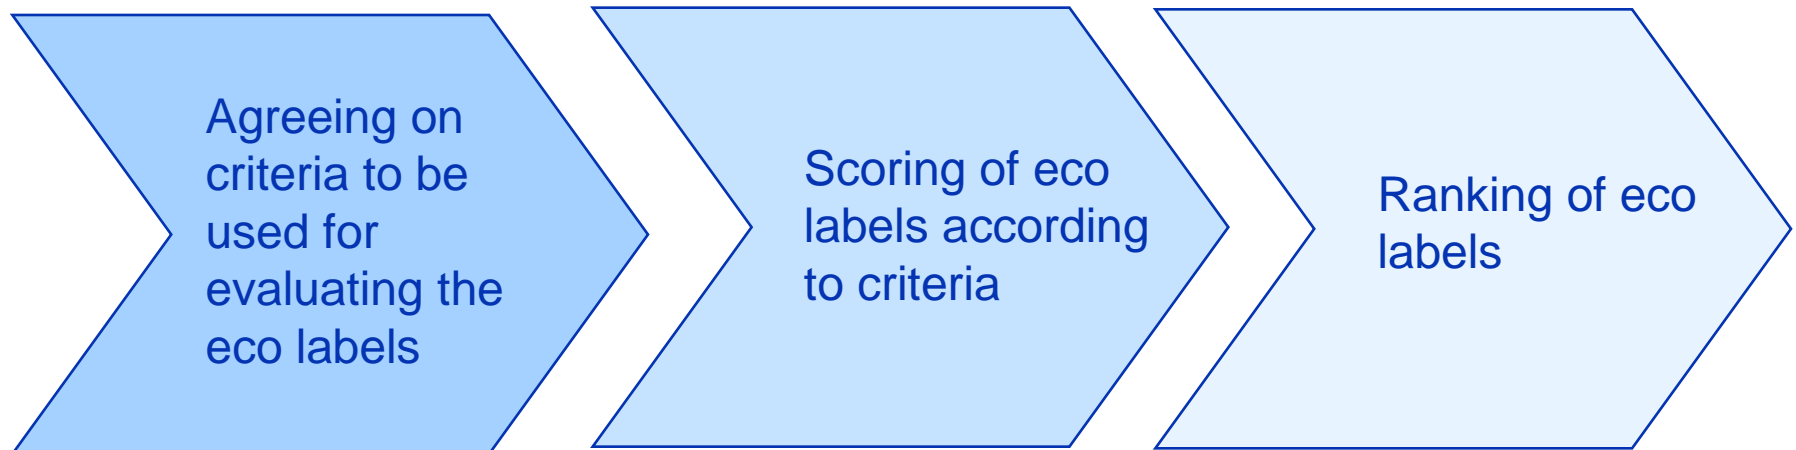 Agreeing on
criteria to be
used for
evaluating the
eco labels
Scoring of eco
labels according
to criteria
Ranking of eco
labels